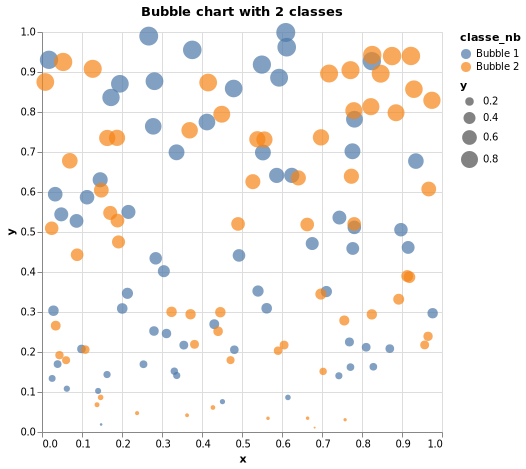 Bubble chart with 2 classes
1.0
0.9
0.8
0.7
0.6
0.5
0.4
0.3
0.2
0.1
0.0
y
0.0 0.1 0.2 0.3 0.4 0.5 0.6 0.7 0.8 0.9 1.0
x
classe_nb
Bubble 1
Bubble 2
y
0.2
0.4
0.6
0.8